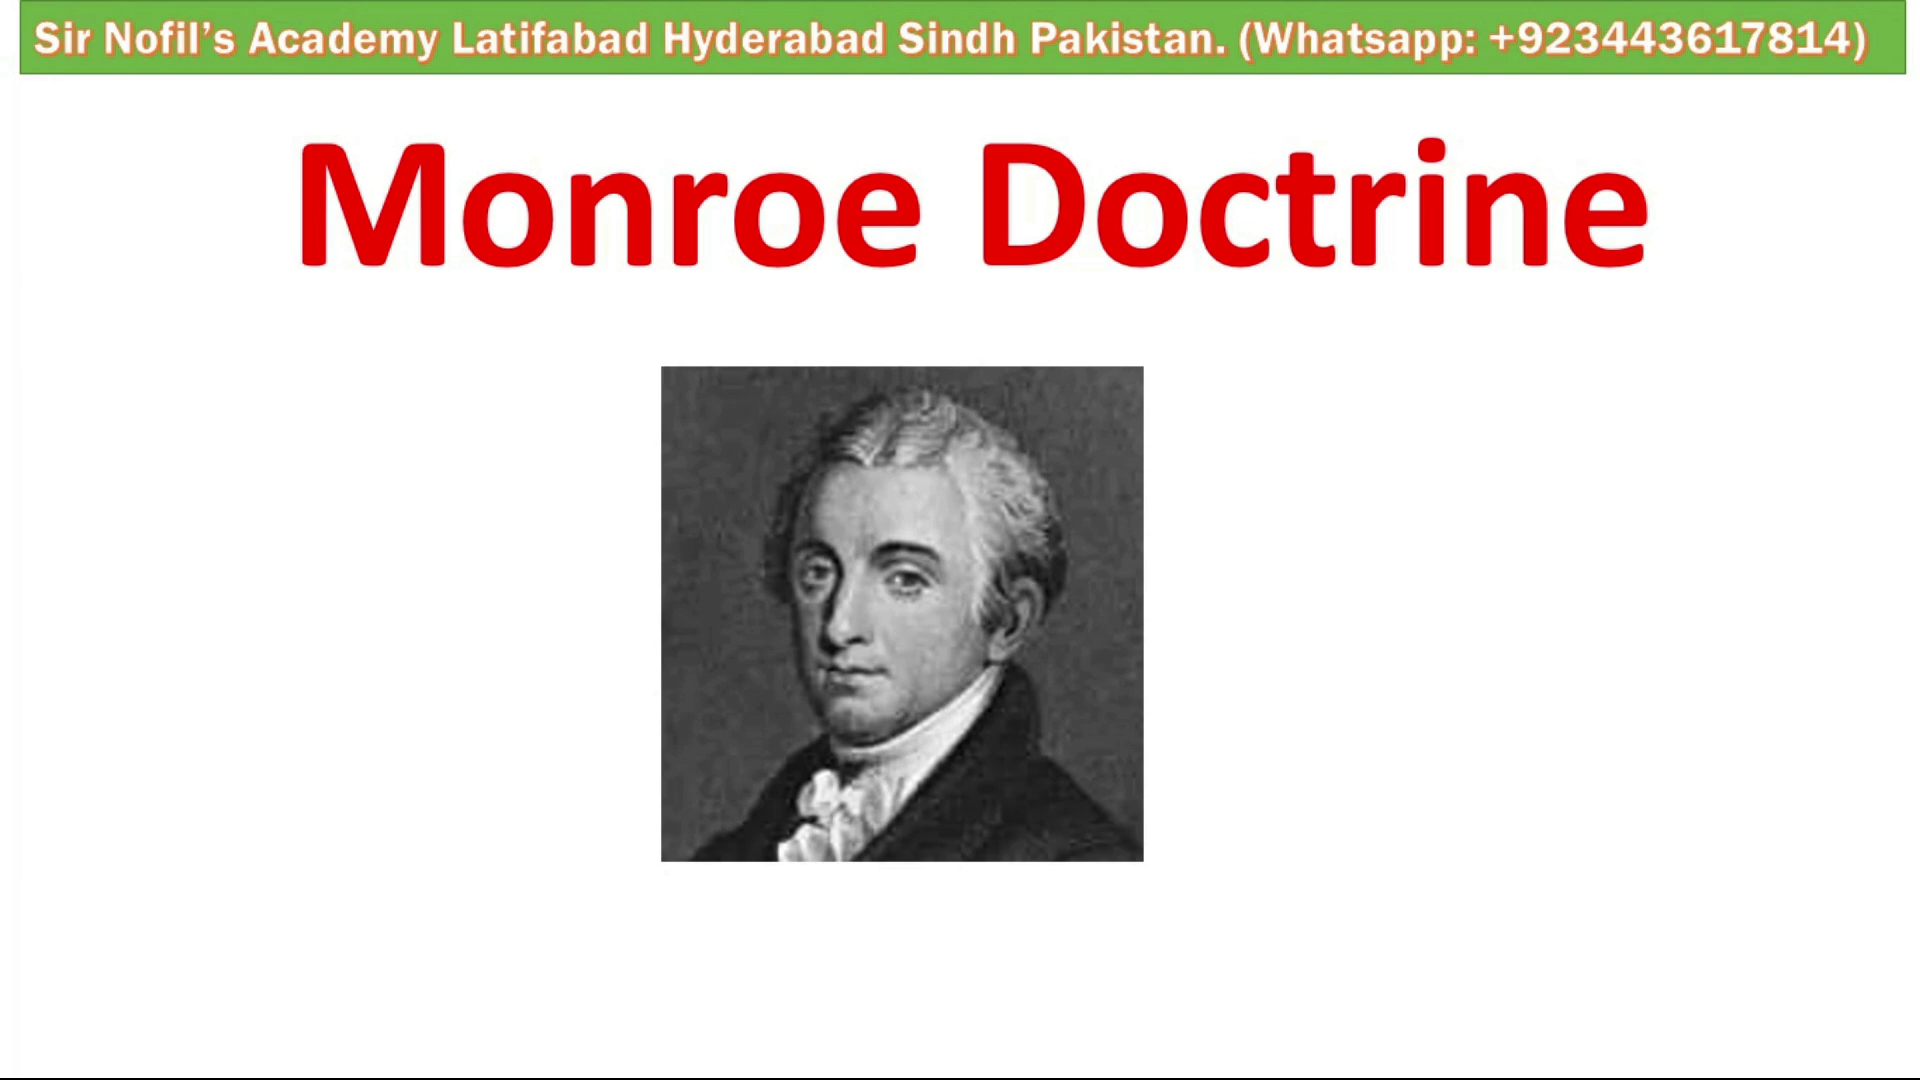 Sir Nofil’s Academy Latifabad Hyderabad Sindh Pakistan. (Whatsapp: +923443617814)
Monroe Doctrine